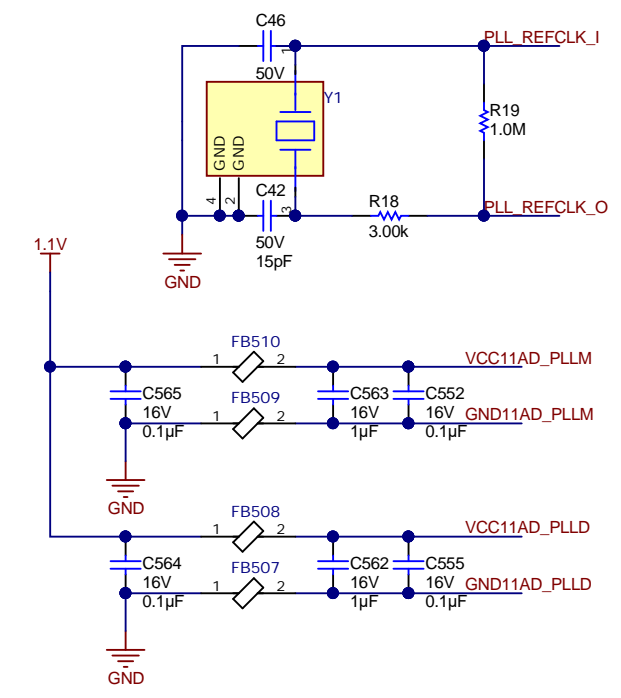 C46
PLL_REFCLK_I
1
50V
Y1
R19
1.0M
GND
GND
4
2
C42
3
R18
PLL_REFCLK_O
50V
3.00k
15pF
1.1V
GND
FB510
1
2
VCC11AD_PLLM
C565
16V
0.1µF
FB509
1
2
C563
16V
1µF
C552
16V
0.1µF
GND11AD_PLLM
GND
FB508
1
2
VCC11AD_PLLD
C564
16V
0.1µF
FB507
1
2
C562
16V
1µF
C555
16V
0.1µF
GND11AD_PLLD
GND